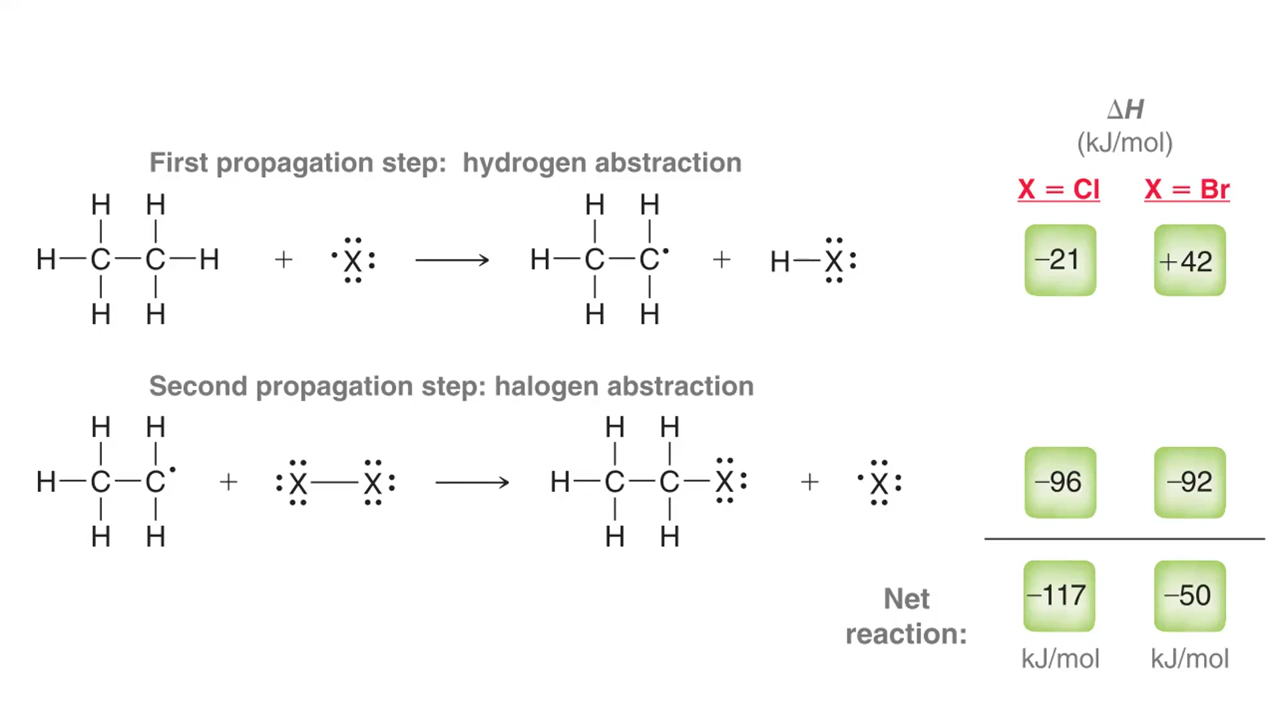 ΔH
(kJ/mol)
First propagation step: hydrogen abstraction
X = Cl X = Br
H H H H
H—C—C—H + ·X: ⟶ H—C—C· + H—X: −21 +42
H H H H
Second propagation step: halogen abstraction
H H H H
H—C—C· + :X—X: ⟶ H—C—C—X: + ·X: −96 −92
H H H H
Net −117 −50
reaction:
kJ/mol kJ/mol